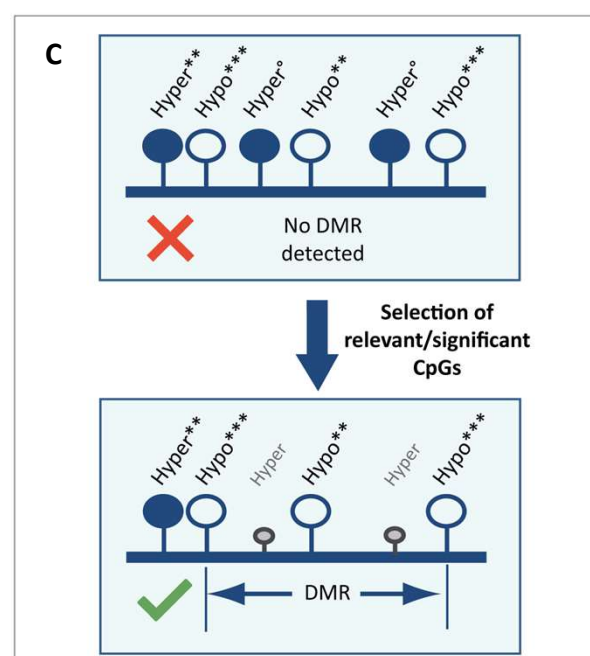 C
Hyper** Hypo*** Hyper° Hypo** Hyper° Hypo***
No DMR
detected
Selection of
relevant/significant
CpGs
Hyper** Hypo*** Hyper Hypo** Hyper Hypo***
DMR